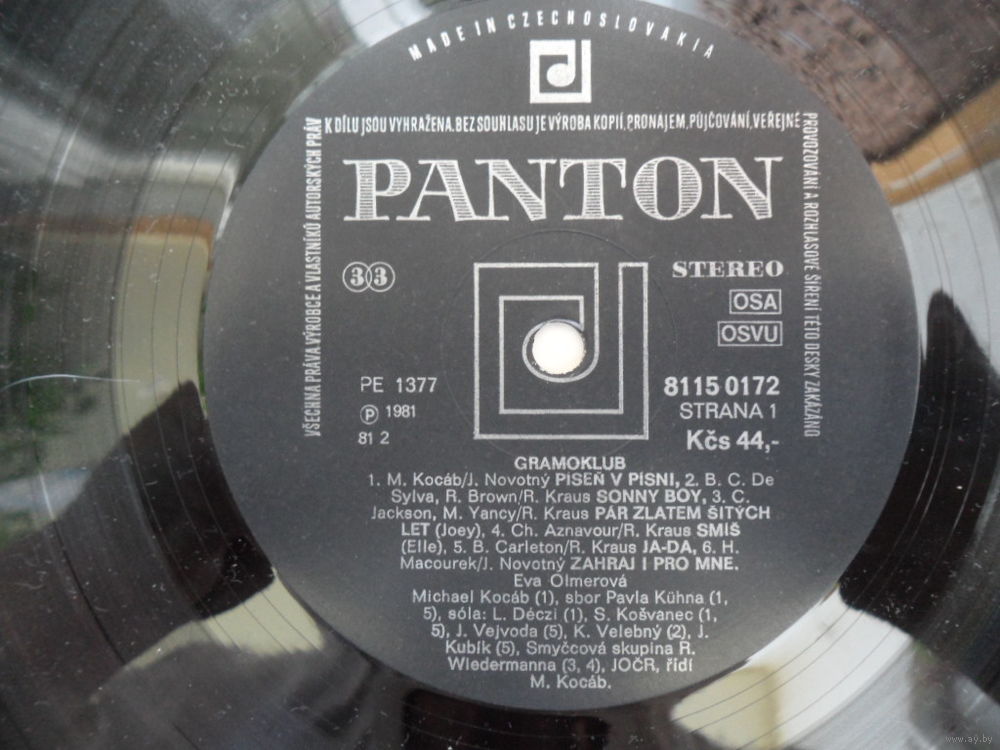 MADE IN CZECHOSLOVAKIA
VŠECHNA PRÁVA VÝROBCE A VLASTNÍKŮ AUTORSKÝCH PRÁV
K DÍLU JSOU VYHRAŽENA. BEZ SOUHLASU JE VÝROBA KOPIÍ, PRONÁJEM, PŮJČOVÁNÍ, VEŘEJNÉ
PROVOZOVÁNÍ A ROZHLASOVÉ ŠÍŘENÍ TÉTO DESKY ZAKÁZÁNO
PANTON
33
STEREO
OSA
OSVU
PE 1377
℗ 1981
81 2
8115 0172
STRANA 1
Kčs 44,-
GRAMOKLUB
1. M. Kocáb/J. Novotný PÍSEŇ V PÍSNI, 2. B. C. De
Sylva, R. Brown/R. Kraus SONNY BOY, 3. C.
Jackson, M. Yancy/R. Kraus PÁR ZLATEM ŠITÝCH
LET (Joey), 4. Ch. Aznavour/R. Kraus SMÍŠ
(Elle), 5. B. Carleton/R. Kraus JA-DA, 6. H.
Macourek/J. Novotný ZAHRAJ I PRO MNE.
Eva Olmerová
Michael Kocáb (1), sbor Pavla Kühna (1,
5), sóla: L. Déczi (1), S. Košvanec (1,
5), J. Vejvoda (5), K. Velebný (2), J.
Kubík (5), Smyčcová skupina R.
Wiedermanna (3, 4), JOČR, řídí
M. Kocáb.
www.ay.by